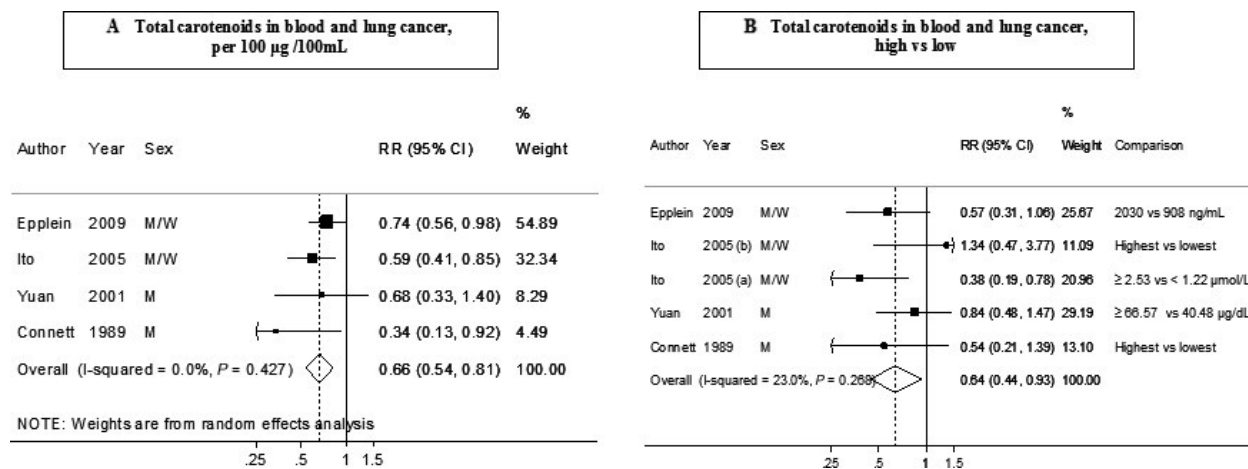 A Total carotenoids in blood and lung cancer,
per 100 µg /100mL
%
Author Year Sex RR (95% CI) Weight
Epplein 2009 M/W 0.74 (0.56, 0.98) 54.89
Ito 2005 M/W 0.59 (0.41, 0.85) 32.34
Yuan 2001 M 0.68 (0.33, 1.40) 8.29
Connett 1989 M 0.34 (0.13, 0.92) 4.49
Overall (I-squared = 0.0%, P = 0.427) 0.66 (0.54, 0.81) 100.00
NOTE: Weights are from random effects analysis
.25 .5 1 1.5
B Total carotenoids in blood and lung cancer,
high vs low
%
Author Year Sex RR (95% CI) Weight Comparison
Epplein 2009 M/W 0.57 (0.31, 1.06) 25.67 2030 vs 908 ng/mL
Ito 2005 (b) M/W 1.34 (0.47, 3.77) 11.09 Highest vs lowest
Ito 2005 (a) M/W 0.38 (0.19, 0.78) 20.96 ≥ 2.53 vs < 1.22 µmol/L
Yuan 2001 M 0.84 (0.48, 1.47) 29.19 ≥ 66.57 vs 40.48 µg/dL
Connett 1989 M 0.54 (0.21, 1.39) 13.10 Highest vs lowest
Overall (I-squared = 23.0%, P = 0.268) 0.64 (0.44, 0.93) 100.00
.25 .5 1 1.5